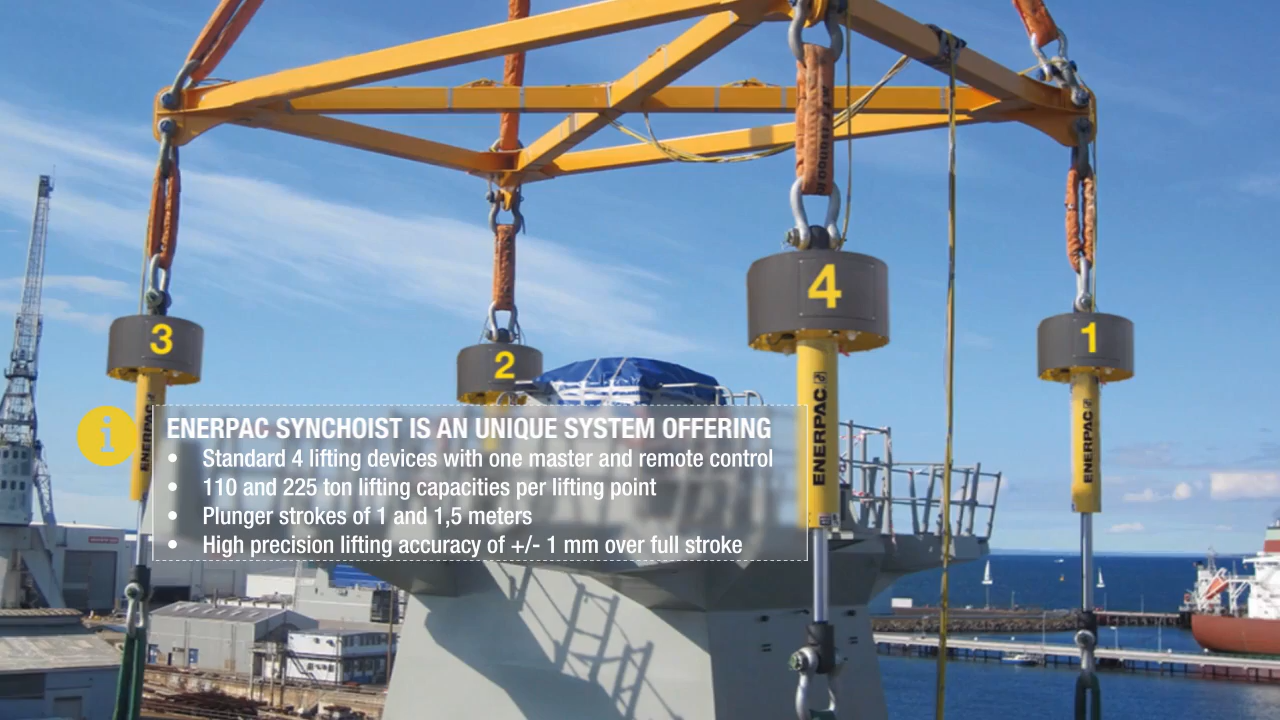 4
3
1
2
ENERPAC
ENERPAC
ENERPAC
i
ENERPAC SYNCHOIST IS AN UNIQUE SYSTEM OFFERING
• Standard 4 lifting devices with one master and remote control
• 110 and 225 ton lifting capacities per lifting point
• Plunger strokes of 1 and 1,5 meters
• High precision lifting accuracy of +/- 1 mm over full stroke